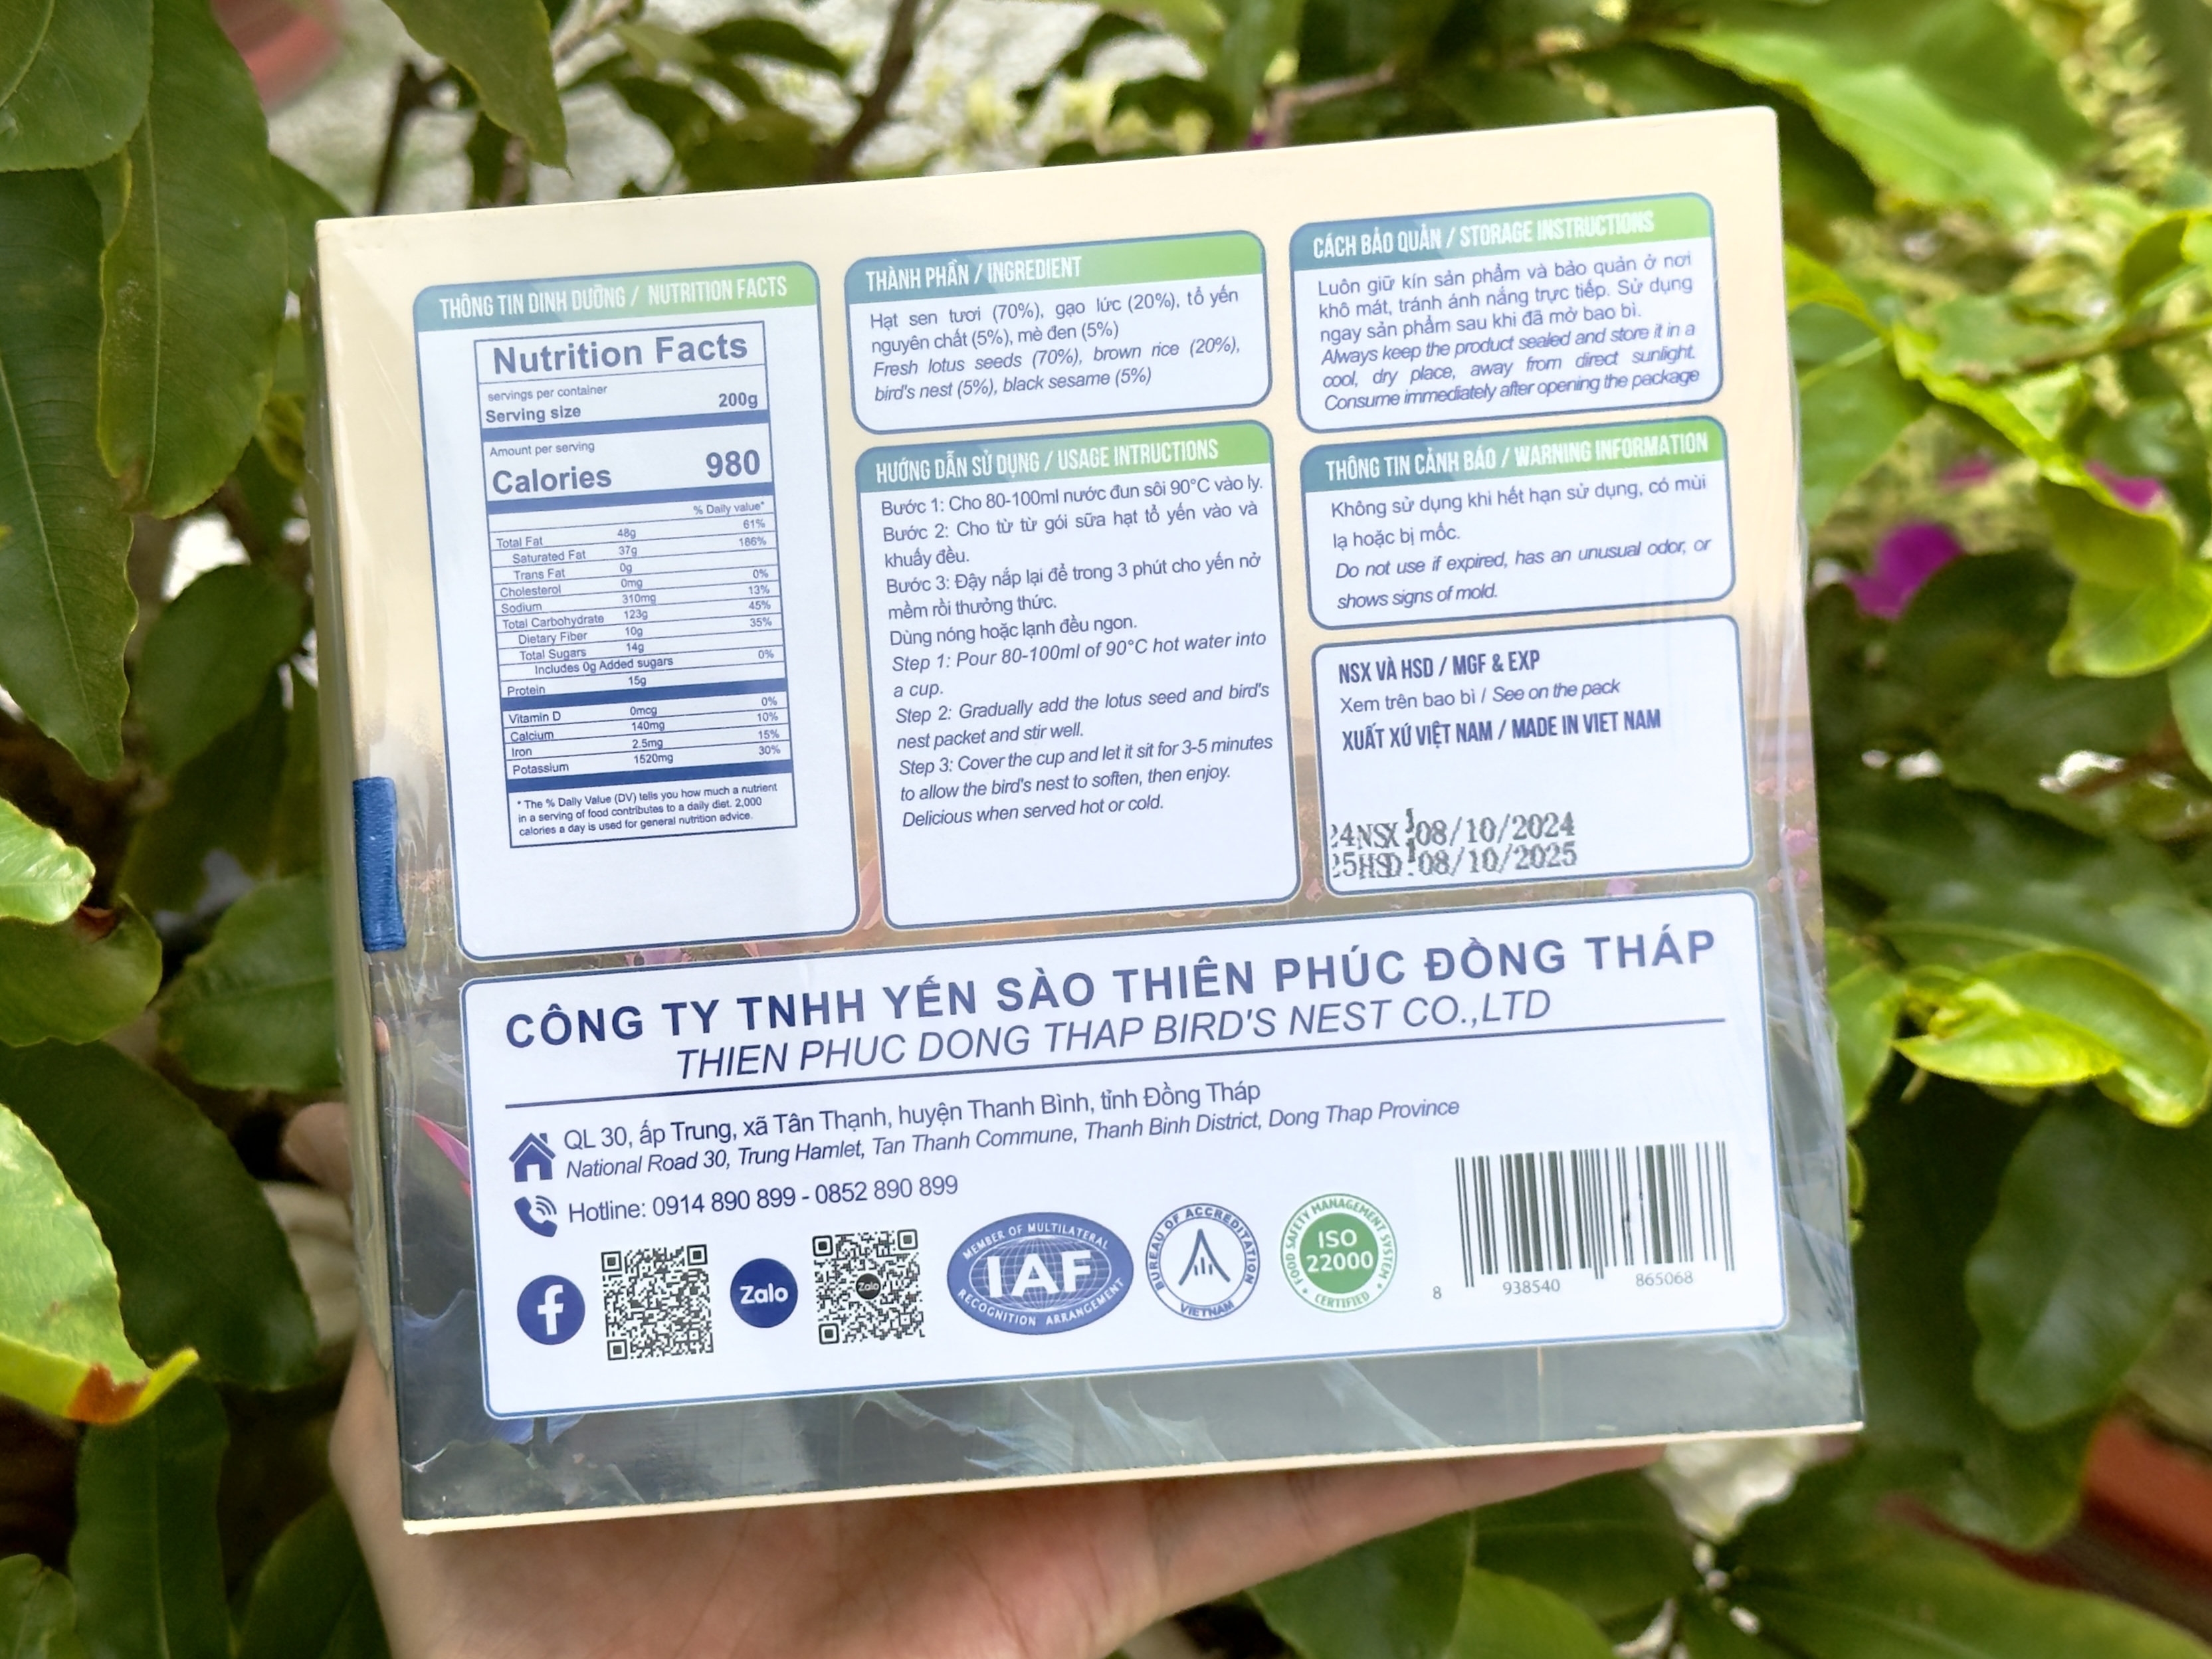 THÔNG TIN DINH DƯỠNG / NUTRITION FACTS
Nutrition Facts
servings per container
Serving size 200g
Amount per serving
Calories 980
% Daily value*
Total Fat 48g 61%
Saturated Fat 37g 186%
Trans Fat 0g
Cholesterol 0mg 0%
Sodium 310mg 13%
Total Carbohydrate 123g 45%
Dietary Fiber 10g 35%
Total Sugars 14g
Includes 0g Added sugars 0%
Protein 15g
Vitamin D 0mcg 0%
Calcium 140mg 10%
Iron 2.5mg 15%
Potassium 1520mg 30%
* The % Daily Value (DV) tells you how much a nutrient
in a serving of food contributes to a daily diet. 2,000
calories a day is used for general nutrition advice.
THÀNH PHẦN / INGREDIENT
Hạt sen tươi (70%), gạo lức (20%), tổ yến
nguyên chất (5%), mè đen (5%)
Fresh lotus seeds (70%), brown rice (20%),
bird's nest (5%), black sesame (5%)
HƯỚNG DẪN SỬ DỤNG / USAGE INTRUCTIONS
Bước 1: Cho 80-100ml nước đun sôi 90°C vào ly.
Bước 2: Cho từ từ gói sữa hạt tổ yến vào và
khuấy đều.
Bước 3: Đậy nắp lại để trong 3 phút cho yến nở
mềm rồi thưởng thức.
Dùng nóng hoặc lạnh đều ngon.
Step 1: Pour 80-100ml of 90°C hot water into
a cup.
Step 2: Gradually add the lotus seed and bird's
nest packet and stir well.
Step 3: Cover the cup and let it sit for 3-5 minutes
to allow the bird's nest to soften, then enjoy.
Delicious when served hot or cold.
CÁCH BẢO QUẢN / STORAGE INSTRUCTIONS
Luôn giữ kín sản phẩm và bảo quản ở nơi
khô mát, tránh ánh nắng trực tiếp. Sử dụng
ngay sản phẩm sau khi đã mở bao bì.
Always keep the product sealed and store it in a
cool, dry place, away from direct sunlight.
Consume immediately after opening the package
THÔNG TIN CẢNH BÁO / WARNING INFORMATION
Không sử dụng khi hết hạn sử dụng, có mùi
lạ hoặc bị mốc.
Do not use if expired, has an unusual odor, or
shows signs of mold.
NSX VÀ HSD / MGF & EXP
Xem trên bao bì / See on the pack
XUẤT XỨ VIỆT NAM / MADE IN VIET NAM
24NSX 08/10/2024
25HSD:08/10/2025
CÔNG TY TNHH YẾN SÀO THIÊN PHÚC ĐỒNG THÁP
THIEN PHUC DONG THAP BIRD'S NEST CO.,LTD
QL 30, ấp Trung, xã Tân Thạnh, huyện Thanh Bình, tỉnh Đồng Tháp
National Road 30, Trung Hamlet, Tan Thanh Commune, Thanh Binh District, Dong Thap Province
Hotline: 0914 890 899 - 0852 890 899
f
Zalo
Zalo
MEMBER OF MULTILATERAL
IAF
RECOGNITION ARRANGEMENT
BUREAU OF ACCREDITATION
VIETNAM
FOOD SAFETY MANAGEMENT SYSTEM
ISO
22000
CERTIFIED
8 938540 865068